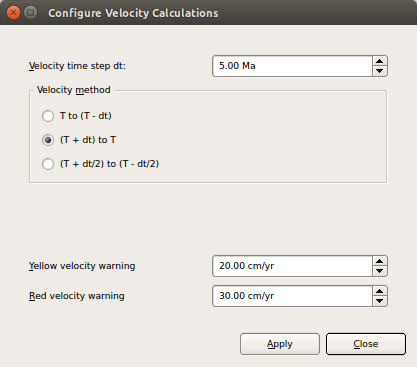 Configure Velocity Calculations
Velocity time step dt:
5.00 Ma
Velocity method
T to (T - dt)
(T + dt) to T
(T + dt/2) to (T - dt/2)
Yellow velocity warning
20.00 cm/yr
Red velocity warning
30.00 cm/yr
Apply
Close